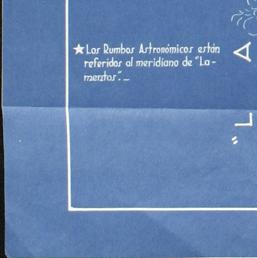 ★ Los Rumbos Astronómicos están
referidos al meridiano de "La-
mentos". _
"L A